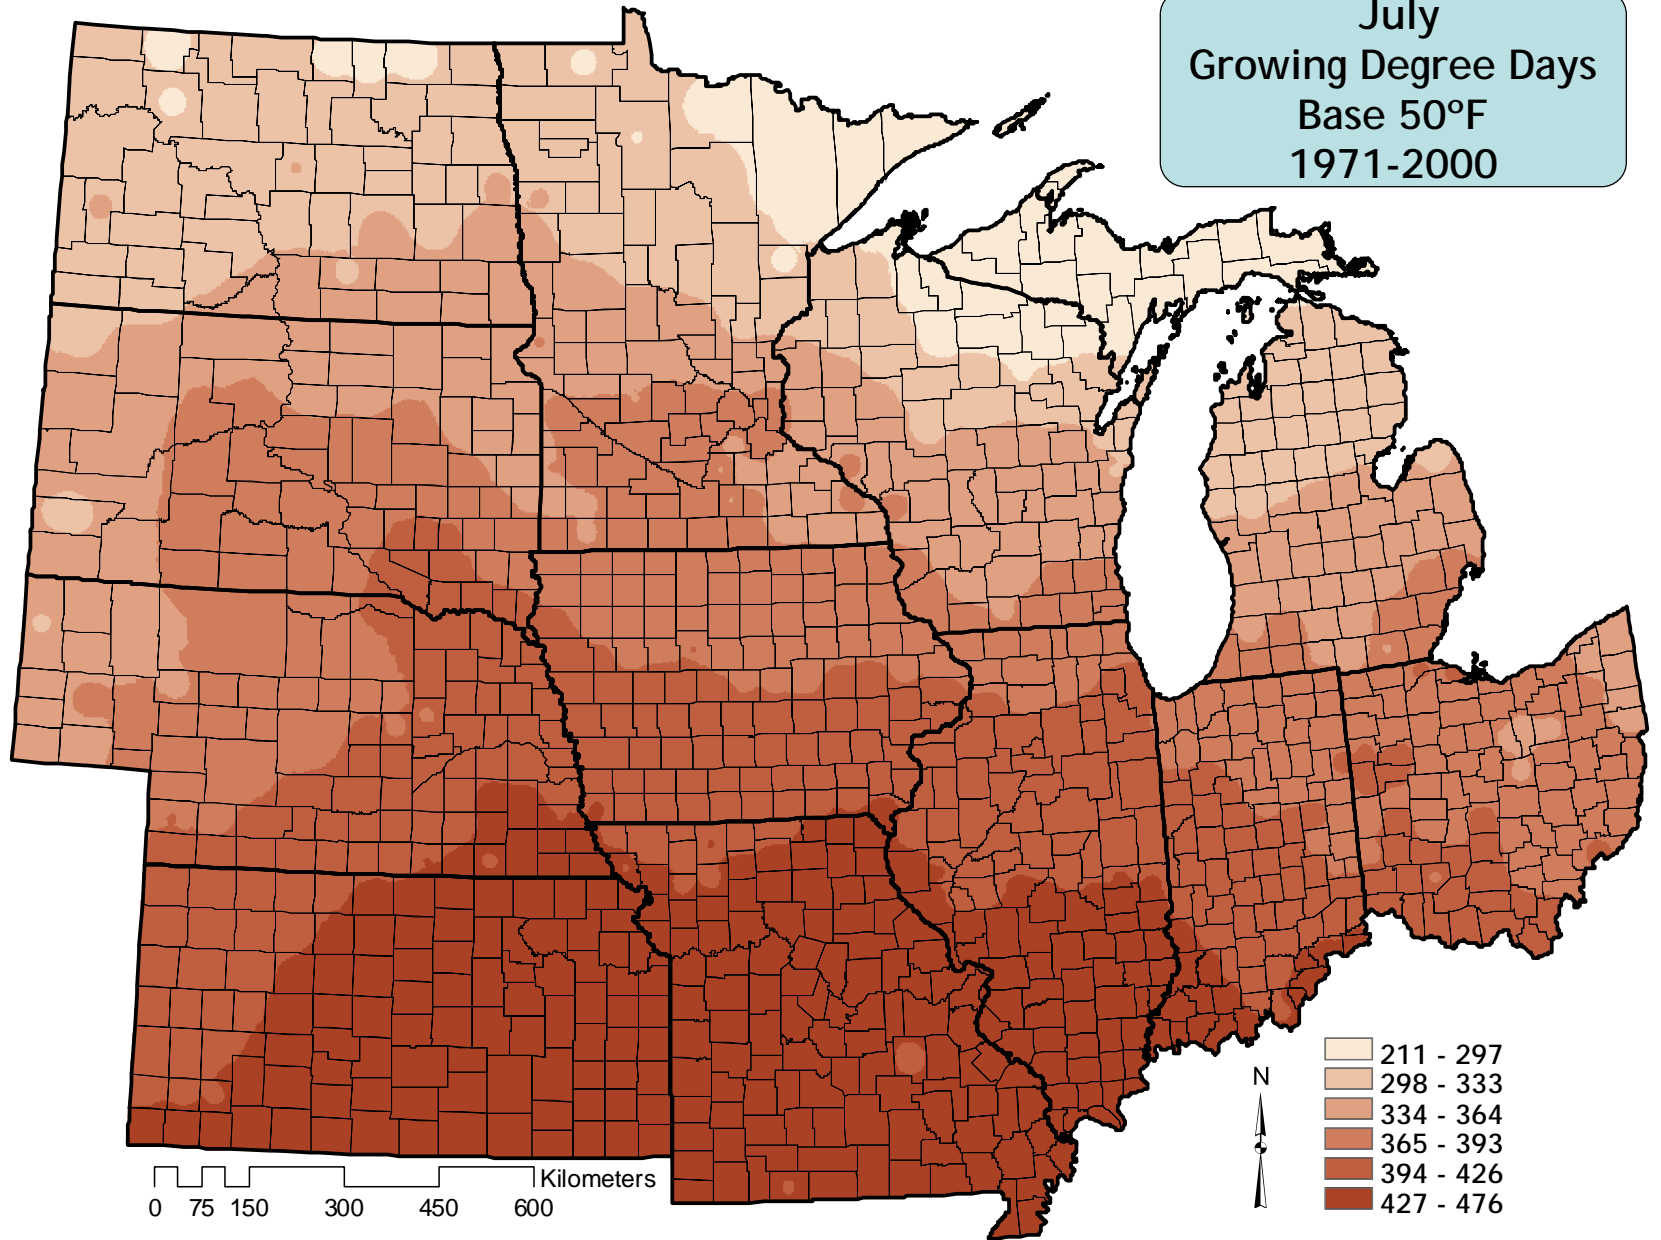 July
Growing Degree Days
Base 50°F
1971-2000
N
211 - 297
298 - 333
334 - 364
365 - 393
394 - 426
427 - 476
Kilometers
0 75 150 300 450 600